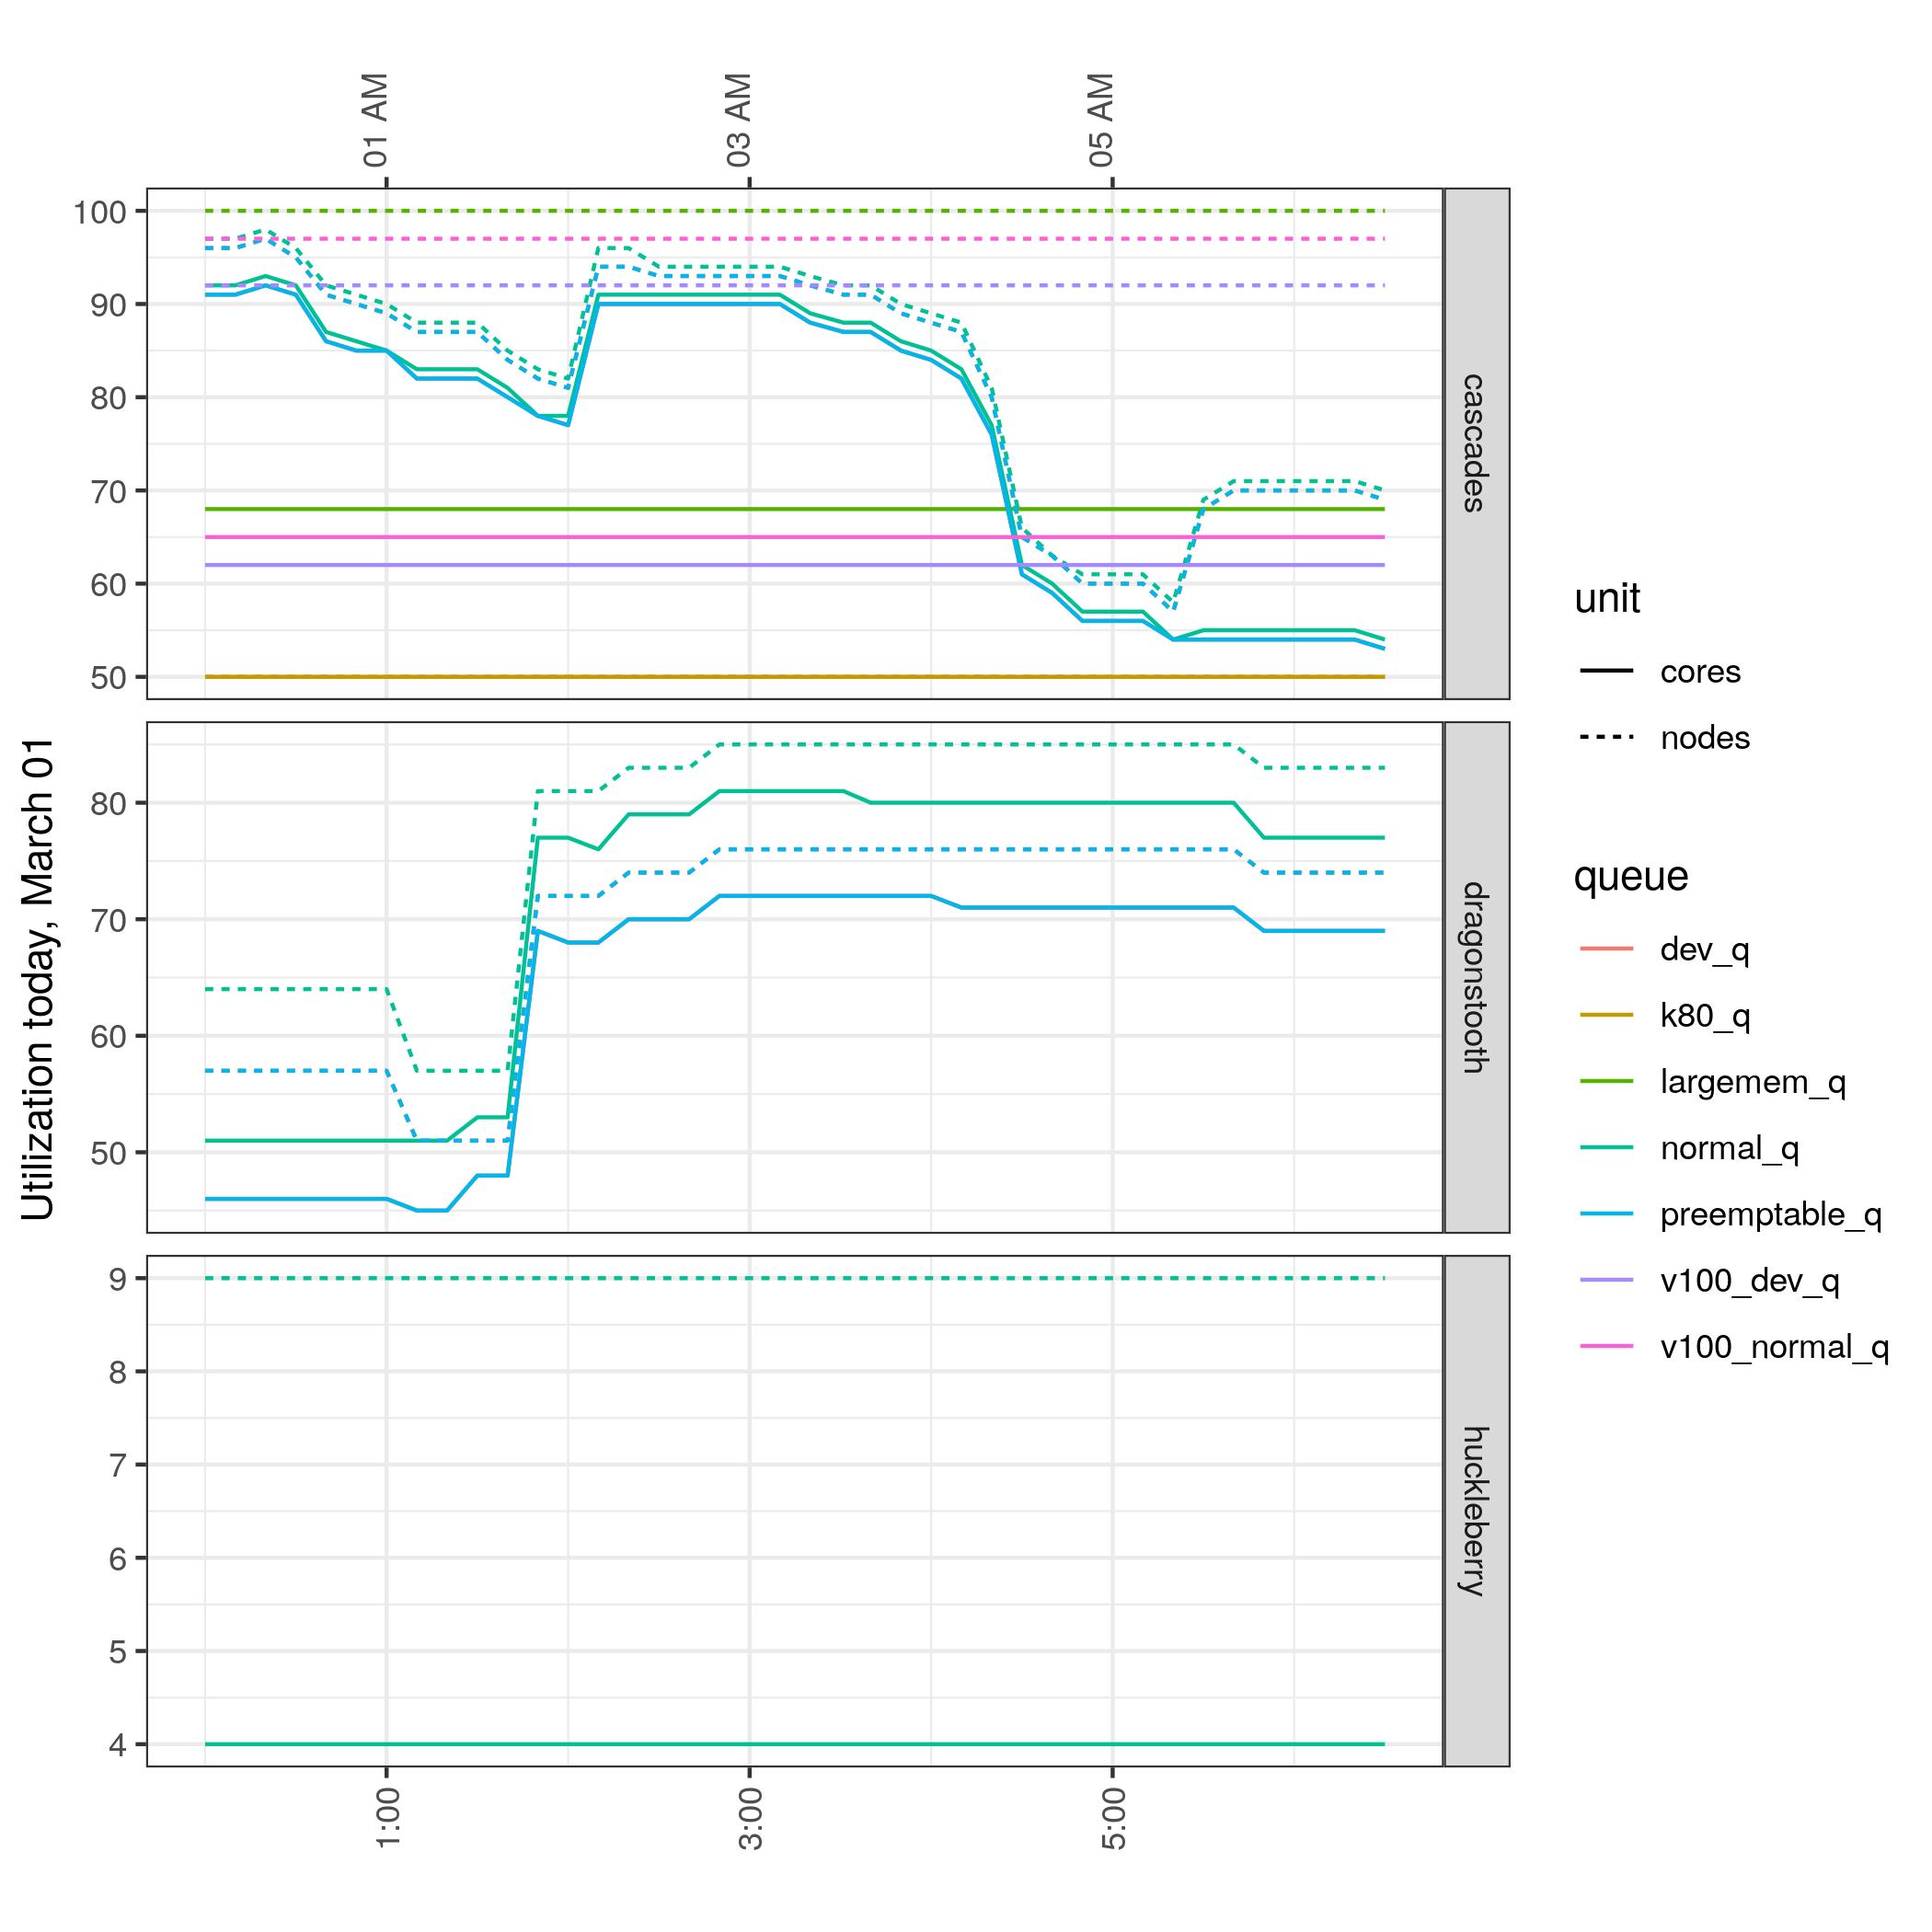 01 AM
03 AM
05 AM
Utilization today, March 01
100
90
80
70
60
50
cascades
80
70
60
50
dragonstooth
9
8
7
6
5
4
huckleberry
1:00
3:00
5:00
unit
cores
nodes
queue
dev_q
k80_q
largemem_q
normal_q
preemptable_q
v100_dev_q
v100_normal_q